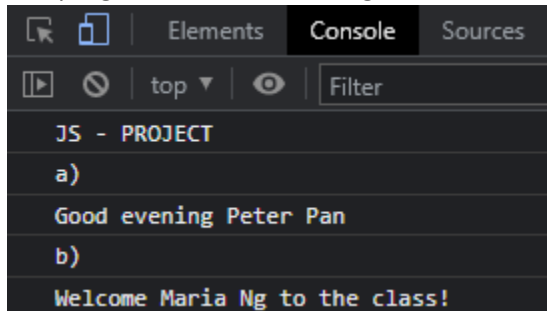 Elements Console Sources
top ▼ Filter
JS - PROJECT
a)
Good evening Peter Pan
b)
Welcome Maria Ng to the class!